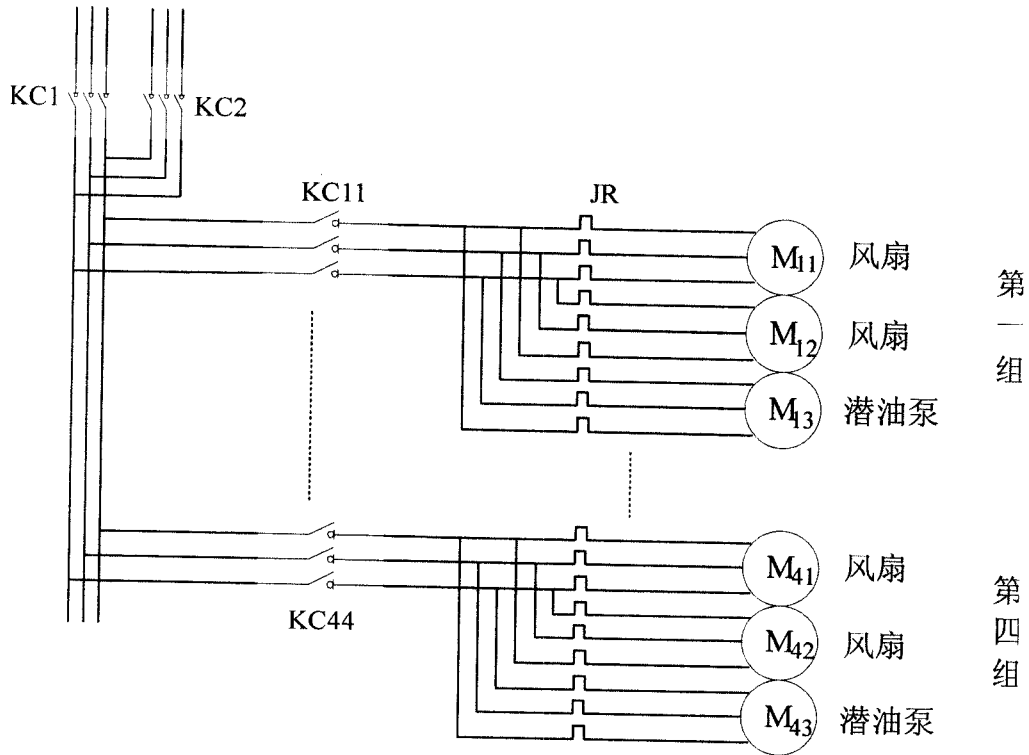 KC1
KC2
KC11
JR
M11
风扇
M12
风扇
M13
潜油泵
第一组
KC44
M41
风扇
M42
风扇
M43
潜油泵
第四组